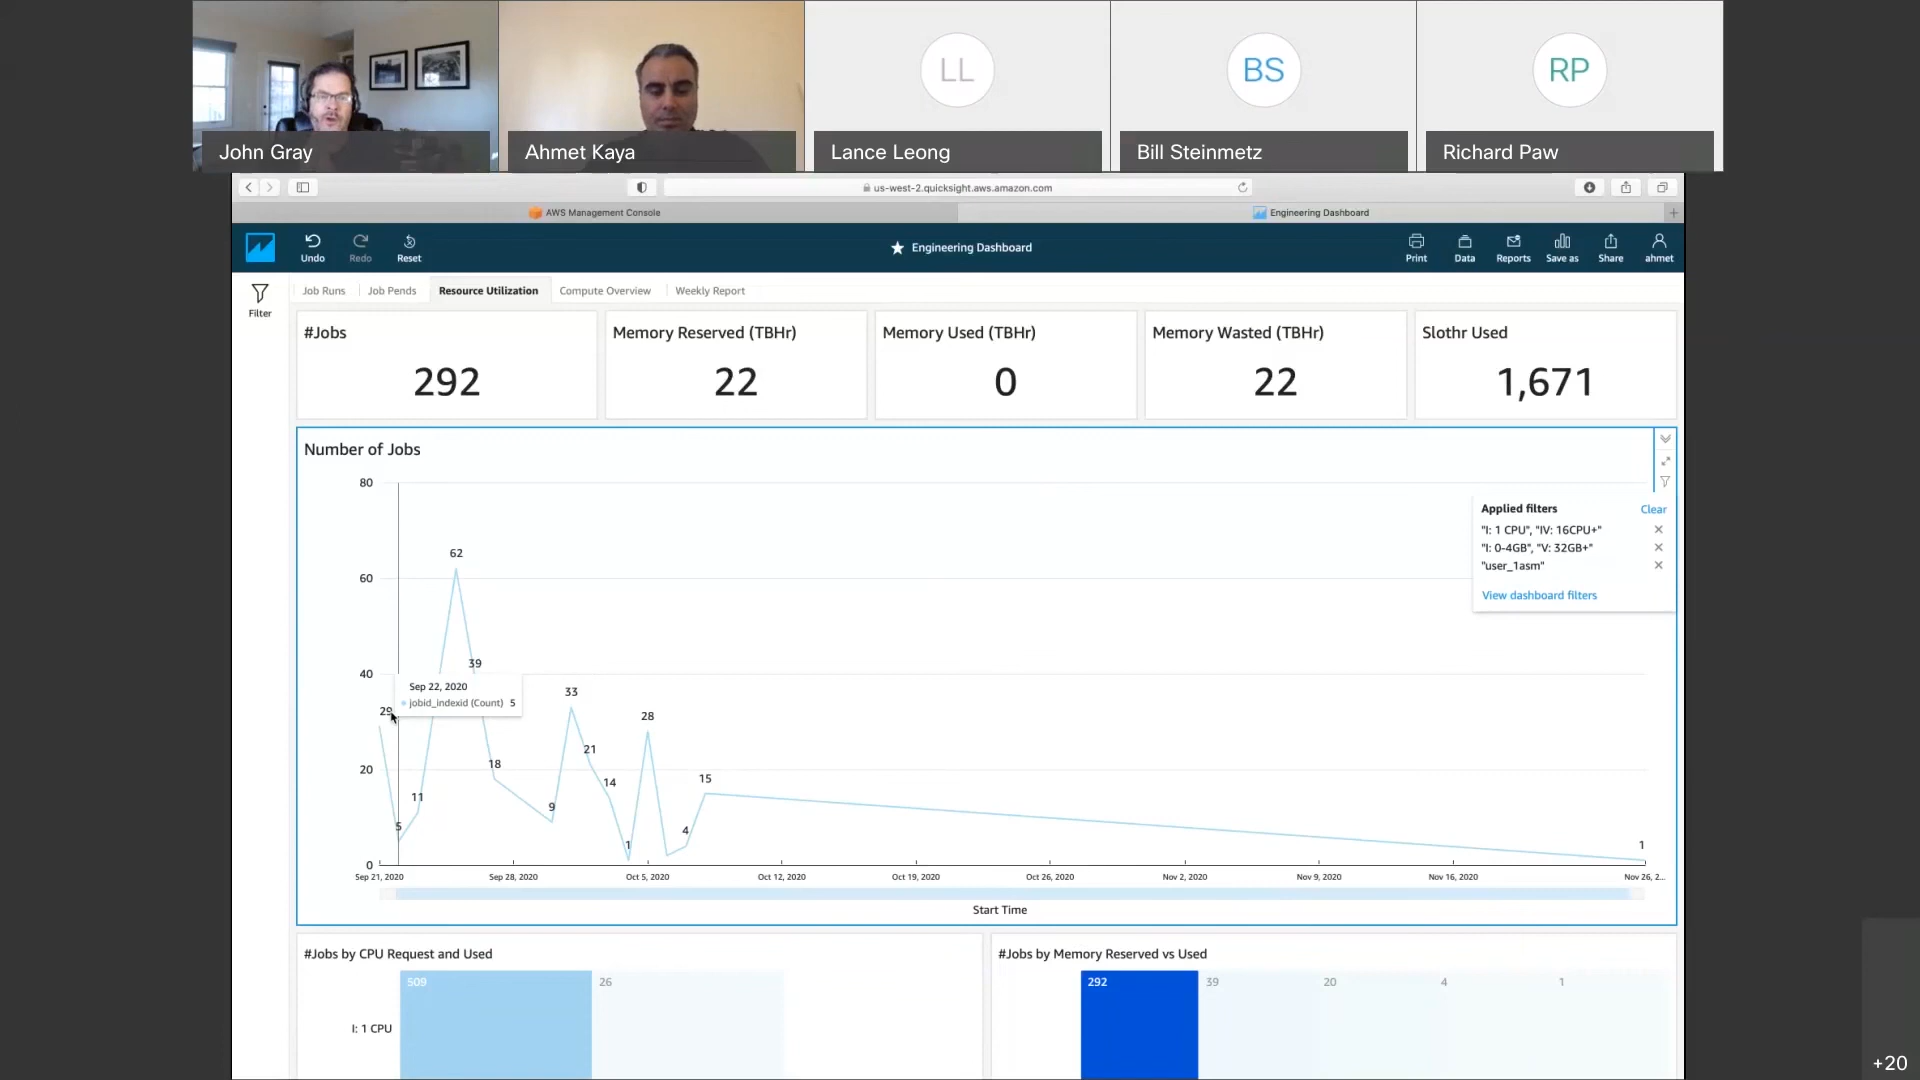 LL
BS
RP
John Gray
Ahmet Kaya
Lance Leong
Bill Steinmetz
Richard Paw
us-west-2.quicksight.aws.amazon.com
AWS Management Console
Engineering Dashboard
Undo
Redo
Reset
Engineering Dashboard
Print
Data
Reports
Save as
Share
ahmet
Filter
Job Runs
Job Pends
Resource Utilization
Compute Overview
Weekly Report
#Jobs
292
Memory Reserved (TBHr)
22
Memory Used (TBHr)
0
Memory Wasted (TBHr)
22
Slothr Used
1,671
Number of Jobs
80
60
40
20
0
62
39
29
5
11
18
9
33
21
14
1
28
4
15
1
Sep 22, 2020
jobid_indexid (Count) 5
Applied filters
Clear
"I: 1 CPU", "IV: 16CPU+"
"I: 0-4GB", "V: 32GB+"
"user_1asm"
View dashboard filters
Sep 21, 2020
Sep 28, 2020
Oct 5, 2020
Oct 12, 2020
Oct 19, 2020
Oct 26, 2020
Nov 2, 2020
Nov 9, 2020
Nov 16, 2020
Nov 26, 2...
Start Time
#Jobs by CPU Request and Used
509
26
I: 1 CPU
#Jobs by Memory Reserved vs Used
292
39
20
4
1
+20